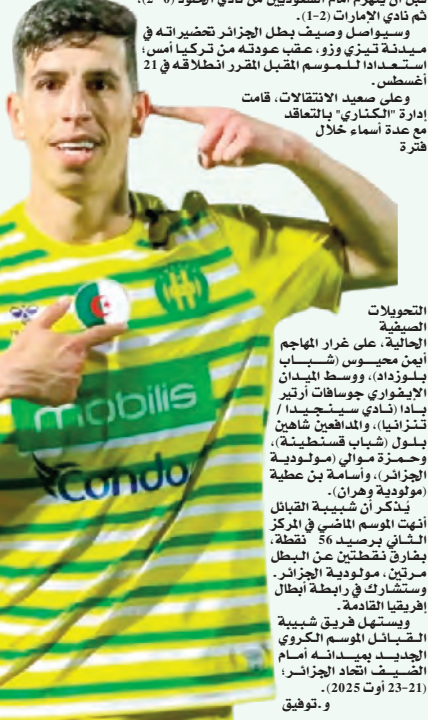 ثم نادي الإمارات (2-1).
وسيواصل وصيف بطل الجزائر تحضيراته في
ميدنة تيزي وزو، عقب عودته من تركيا أمس؛
استعدادا للموسم المقبل المقرر انطلاقه في 21
أغسطس.
وعلى صعيد الانتقالات، قامت
إدارة "الكناري" بالتعاقد
مع عدة أسماء خلال
فترة
التحويلات
الصيفية
الحالية، على غرار المهاجم
أيمن محيوس (شباب
بلوزداد)، ووسط الميدان
الإيفواري جوسافات أرتير
بادا (نادي سينجيدا /
تنزانيا)، والمدافعين شاهين
بلول (شباب قسنطينة)،
وحمزة موالي (مولودية
الجزائر)، وأسامة بن عطية
(مولودية وهران).
يُذكر أن شبيبة القبائل
أنهت الموسم الماضي في المركز
الثاني برصيد 56 نقطة،
بفارق نقطتين عن البطل
مرتين، مولودية الجزائر.
وستشارك في رابطة أبطال
إفريقيا القادمة.
ويستهل فريق شبيبة
القبائل الموسم الكروي
الجديد بميدانه أمام
الضيف اتحاد الجزائر؛
(21-23 أوت 2025).
و.توفيق
mobilis
Condo